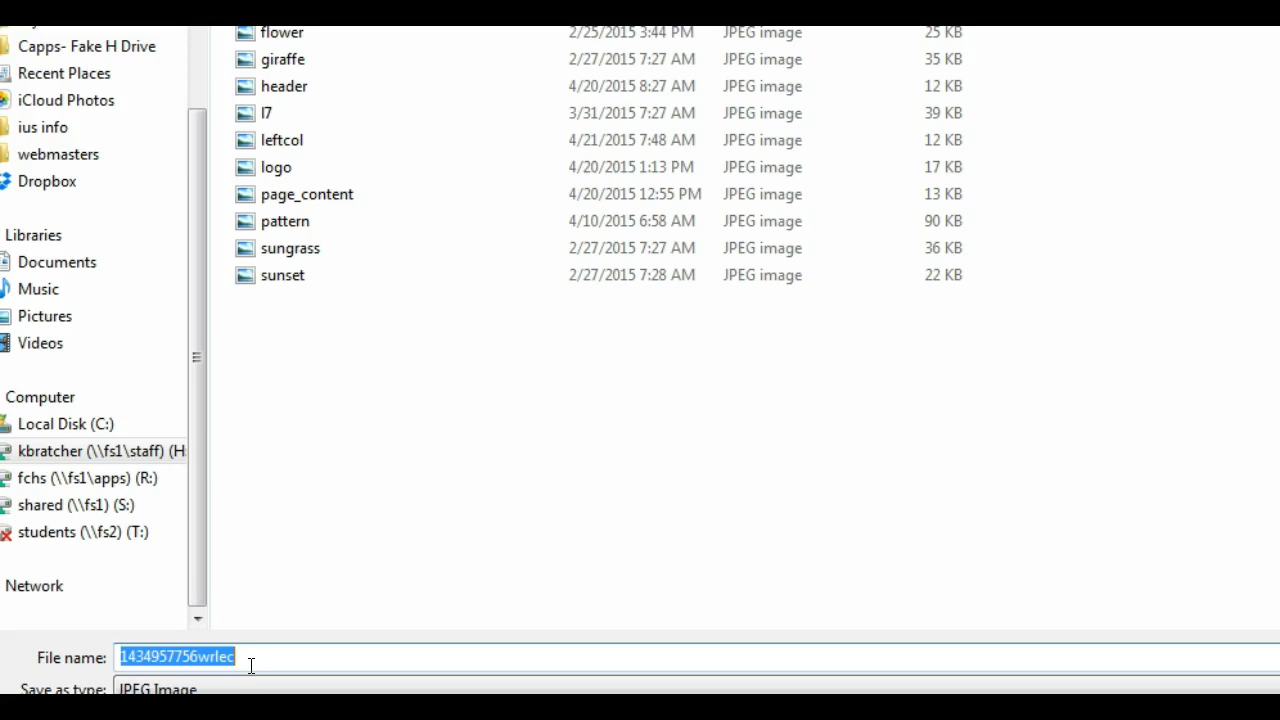 flower 2/25/2015 3:44 PM JPEG image 25 KB
Capps- Fake H Drive
giraffe 2/27/2015 7:27 AM JPEG image 35 KB
Recent Places
header 4/20/2015 8:27 AM JPEG image 12 KB
iCloud Photos
l7 3/31/2015 7:27 AM JPEG image 39 KB
ius info
leftcol 4/21/2015 7:48 AM JPEG image 12 KB
webmasters
logo 4/20/2015 1:13 PM JPEG image 17 KB
Dropbox
page_content 4/20/2015 12:55 PM JPEG image 13 KB
pattern 4/10/2015 6:58 AM JPEG image 90 KB
Libraries
sungrass 2/27/2015 7:27 AM JPEG image 36 KB
Documents
sunset 2/27/2015 7:28 AM JPEG image 22 KB
Music
Pictures
Videos
Computer
Local Disk (C:)
kbratcher (\\fs1\staff) (H:
fchs (\\fs1\apps) (R:)
shared (\\fs1) (S:)
students (\\fs2) (T:)
Network
File name: 1434957756wrlec
Save as type: JPEG Image